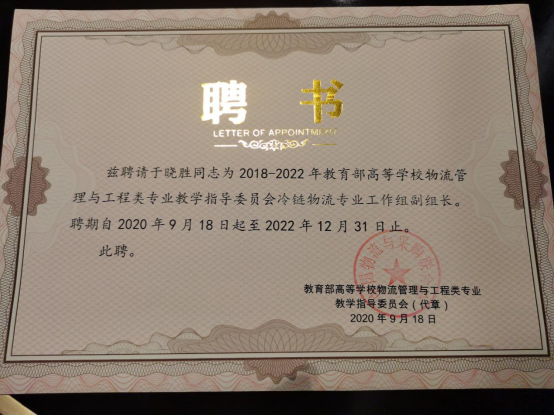 聘 书
LETTER OF APPOINTMENT
兹聘请于晓胜同志为2018-2022年教育部高等学校物流管
理与工程类专业教学指导委员会冷链物流专业工作组副组长。
聘期自2020年9月18日起至2022年12月31日止。
此聘。
教育部高等学校物流管理与工程类专业
教学指导委员会（代章）
2020年9月18日